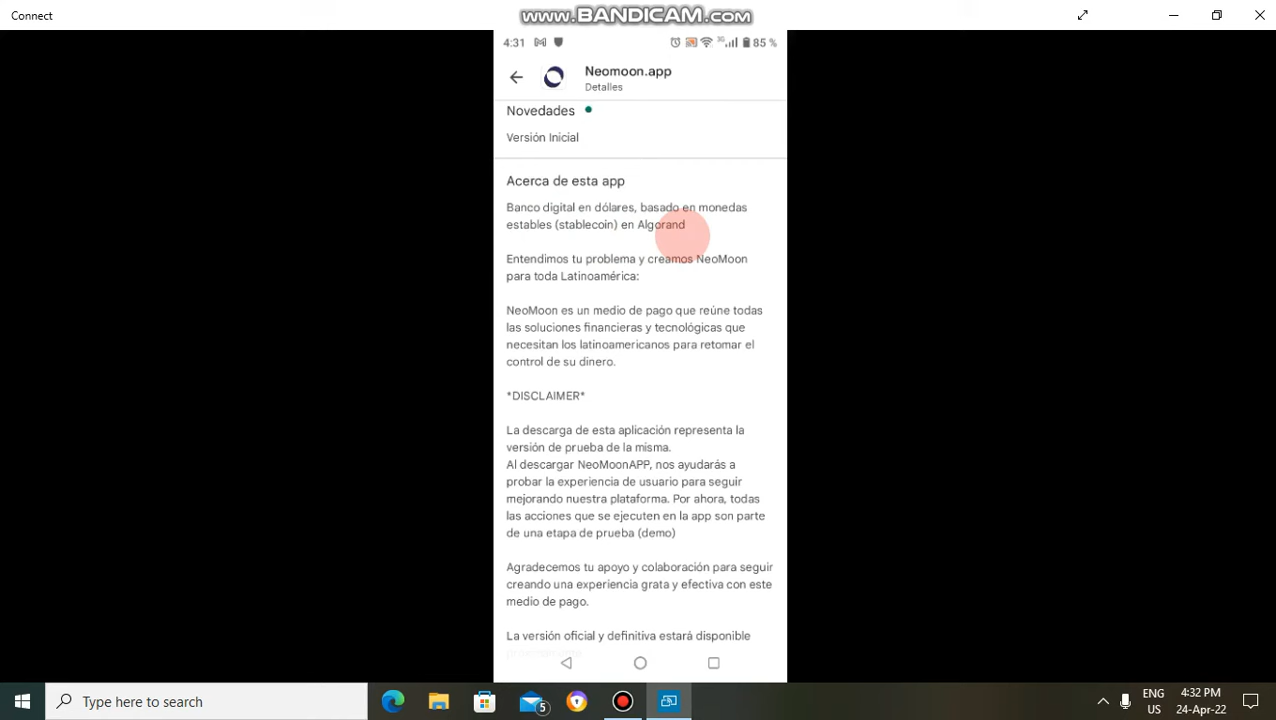 Connect
www.BANDICAM.com
4:31
3G
85 %
Neomoon.app
Detalles
Novedades
Versión Inicial
Acerca de esta app
Banco digital en dólares, basado en monedas
estables (stablecoin) en Algorand
Entendimos tu problema y creamos NeoMoon
para toda Latinoamérica:
NeoMoon es un medio de pago que reúne todas
las soluciones financieras y tecnológicas que
necesitan los latinoamericanos para retomar el
control de su dinero.
*DISCLAIMER*
La descarga de esta aplicación representa la
versión de prueba de la misma.
Al descargar NeoMoonAPP, nos ayudarás a
probar la experiencia de usuario para seguir
mejorando nuestra plataforma. Por ahora, todas
las acciones que se ejecuten en la app son parte
de una etapa de prueba (demo)
Agradecemos tu apoyo y colaboración para seguir
creando una experiencia grata y efectiva con este
medio de pago.
La versión oficial y definitiva estará disponible
Type here to search
5
ENG
US
4:32 PM
24-Apr-22